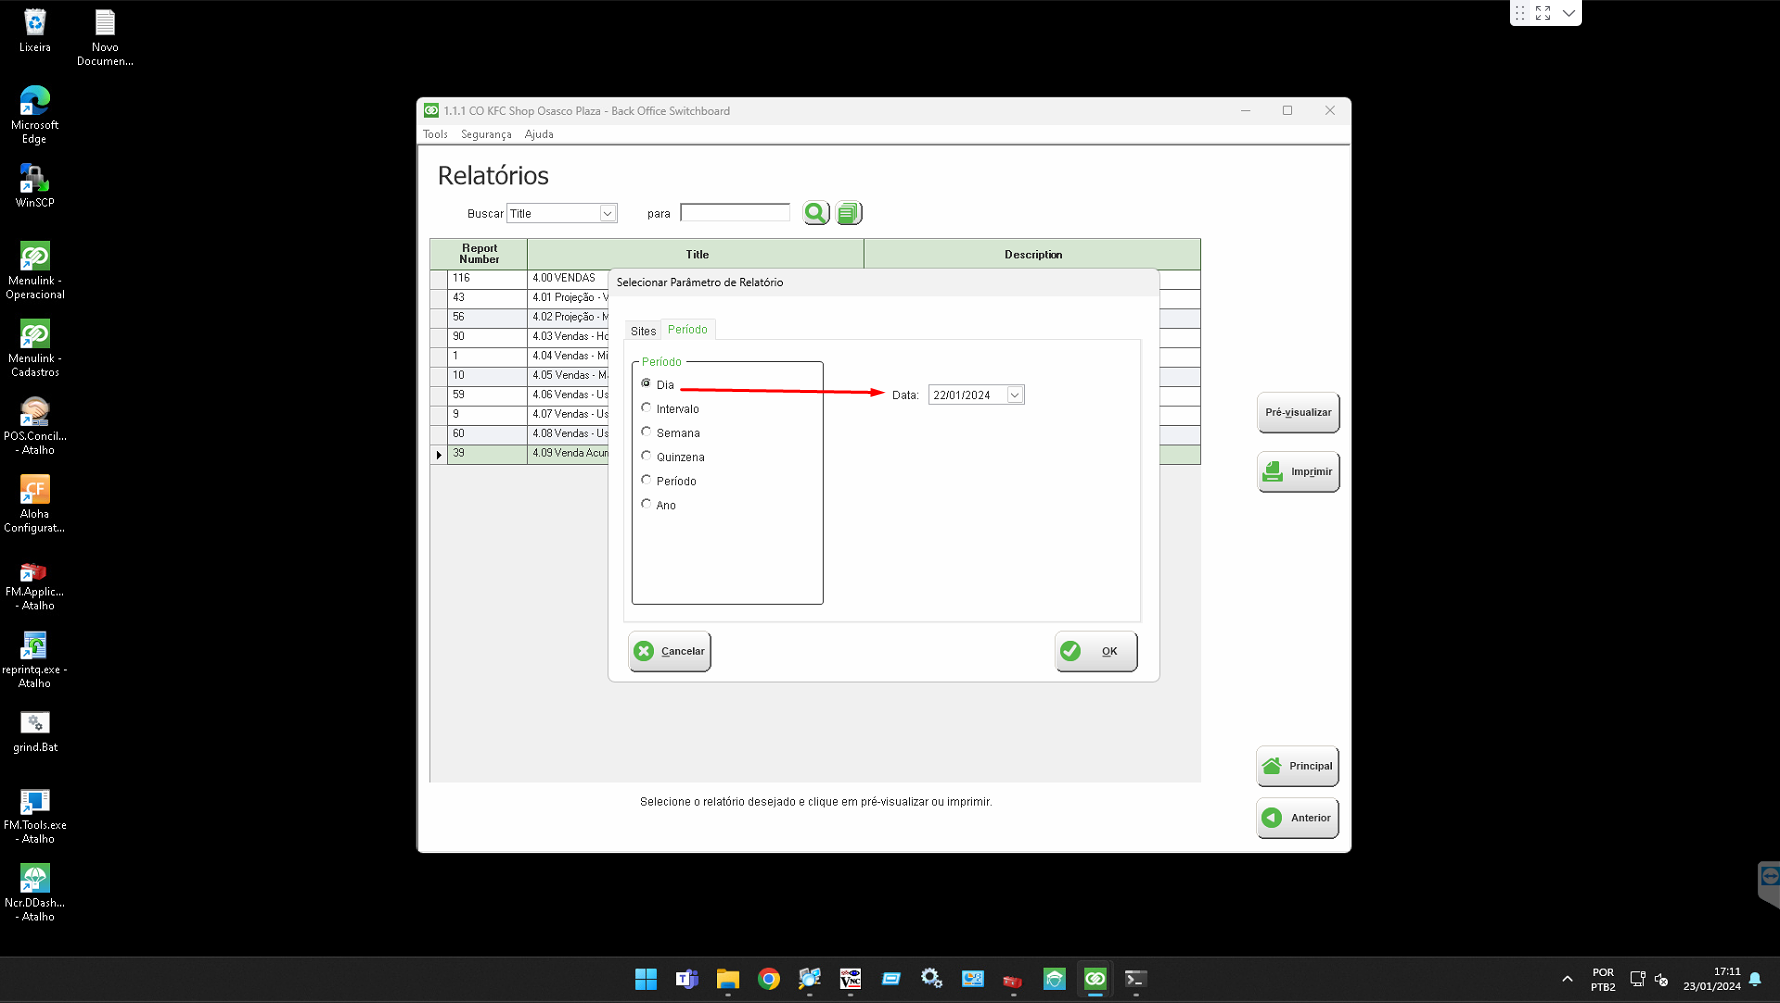 Lixeira
Novo
Documen...
Microsoft
Edge
WinSCP
Menulink -
Operacional
Menulink -
Cadastros
POS.Concil...
- Atalho
CF
Aloha
Configurat...
FM.Applic...
- Atalho
reprintq.exe -
Atalho
grind.Bat
FM.Tools.exe
- Atalho
Ncr.DDash...
- Atalho
1.1.1 CO KFC Shop Osasco Plaza - Back Office Switchboard
Tools Segurança Ajuda
Relatórios
Buscar Title para
Report
Number
Title
Description
116 4.00 VENDAS
43 4.01 Projeção - V
56 4.02 Projeção - M
90 4.03 Vendas - Ho
1 4.04 Vendas - Mi
10 4.05 Vendas - Ma
59 4.06 Vendas - Us
9 4.07 Vendas - Us
60 4.08 Vendas - Us
39 4.09 Venda Acum
Selecionar Parâmetro de Relatório
Sites Período
Período
Dia
Intervalo
Semana
Quinzena
Período
Ano
Data: 22/01/2024
Cancelar
OK
Pré-visualizar
Imprimir
Principal
Anterior
Selecione o relatório desejado e clique em pré-visualizar ou imprimir.
VNC
POR
PTB2
17:11
23/01/2024